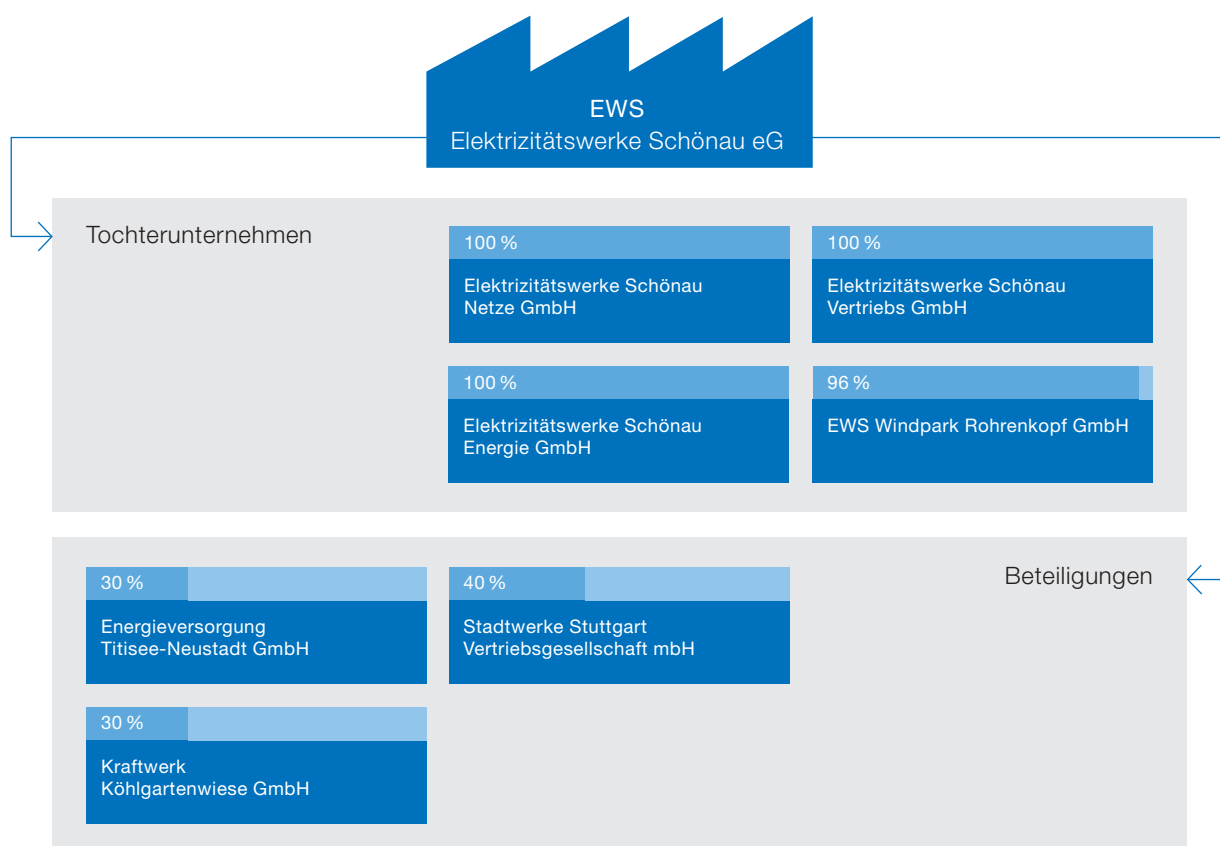 EWS
Elektrizitätswerke Schönau eG
Tochterunternehmen
100 %
Elektrizitätswerke Schönau
Netze GmbH
100 %
Elektrizitätswerke Schönau
Vertriebs GmbH
100 %
Elektrizitätswerke Schönau
Energie GmbH
96 %
EWS Windpark Rohrenkopf GmbH
Beteiligungen
30 %
Energieversorgung
Titisee-Neustadt GmbH
40 %
Stadtwerke Stuttgart
Vertriebsgesellschaft mbH
30 %
Kraftwerk
Köhlgartenwiese GmbH